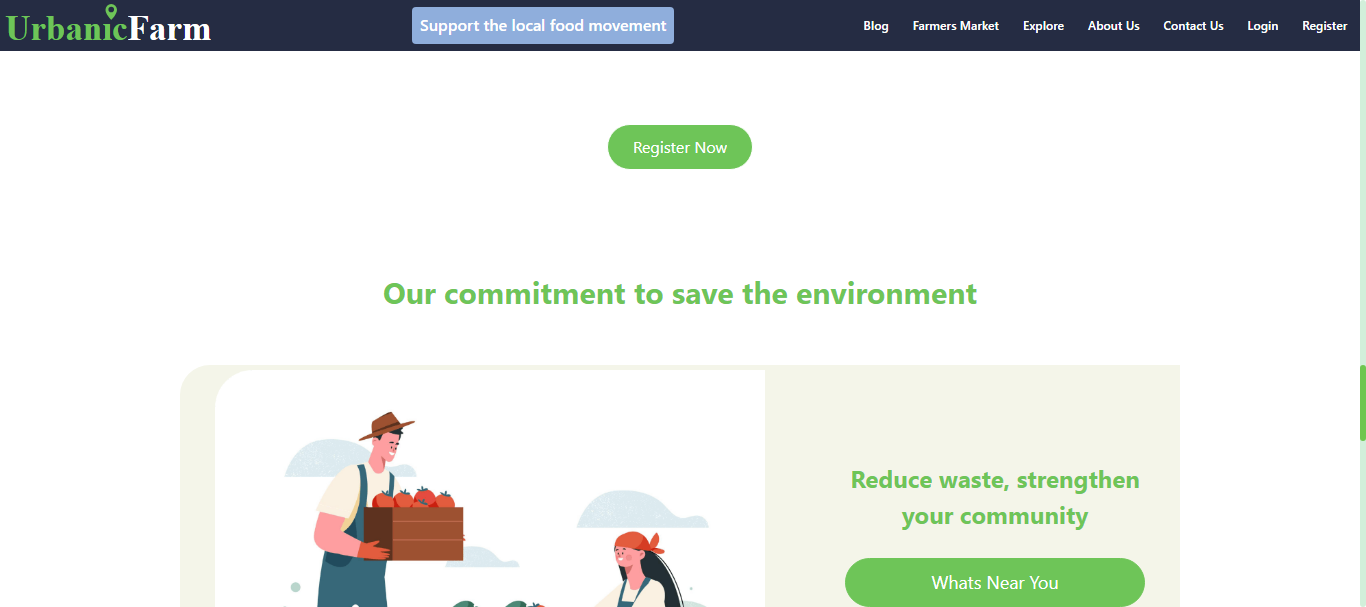 UrbanicFarm
Support the local food movement
Blog Farmers Market Explore About Us Contact Us Login Register
Register Now
Our commitment to save the environment
Reduce waste, strengthen
your community
Whats Near You